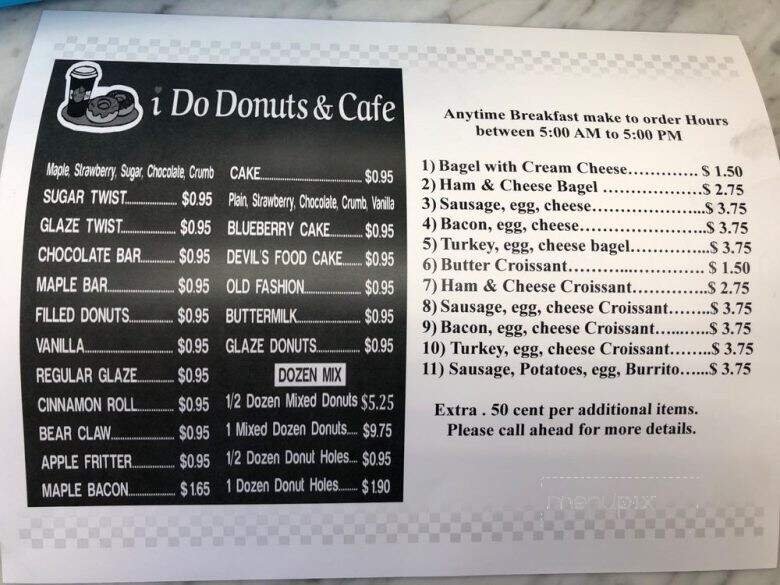 i Do Donuts & Cafe
Maple, Strawberry, Sugar, Chocolate, Crumb
SUGAR TWIST................ $0.95
GLAZE TWIST................ $0.95
CHOCOLATE BAR........... $0.95
MAPLE BAR.................... $0.95
FILLED DONUTS............. $0.95
VANILLA.......................... $0.95
REGULAR GLAZE........... $0.95
CINNAMON ROLL........... $0.95
BEAR CLAW................... $0.95
APPLE FRITTER.............. $0.95
MAPLE BACON.............. $1.65
CAKE.............................. $0.95
Plain, Strawberry, Chocolate, Crumb, Vanilla
BLUEBERRY CAKE......... $0.95
DEVIL'S FOOD CAKE...... $0.95
OLD FASHION................. $0.95
BUTTERMILK.................. $0.95
GLAZE DONUTS............. $0.95
DOZEN MIX
1/2 Dozen Mixed Donuts $5.25
1 Mixed Dozen Donuts.... $9.75
1/2 Dozen Donut Holes... $0.95
1 Dozen Donut Holes....... $1.90
Anytime Breakfast make to order Hours
between 5:00 AM to 5:00 PM
1) Bagel with Cream Cheese............. $ 1.50
2) Ham & Cheese Bagel ..................$ 2.75
3) Sausage, egg, cheese.....................$ 3.75
4) Bacon, egg, cheese.......................$ 3.75
5) Turkey, egg, cheese bagel..............$ 3.75
6) Butter Croissant.......................... $ 1.50
7) Ham & Cheese Croissant..............$ 2.75
8) Sausage, egg, cheese Croissant.......$ 3.75
9) Bacon, egg, cheese Croissant..........$ 3.75
10) Turkey, egg, cheese Croissant........$ 3.75
11) Sausage, Potatoes, egg, Burrito......$ 3.75
Extra . 50 cent per additional items.
Please call ahead for more details.
menupix